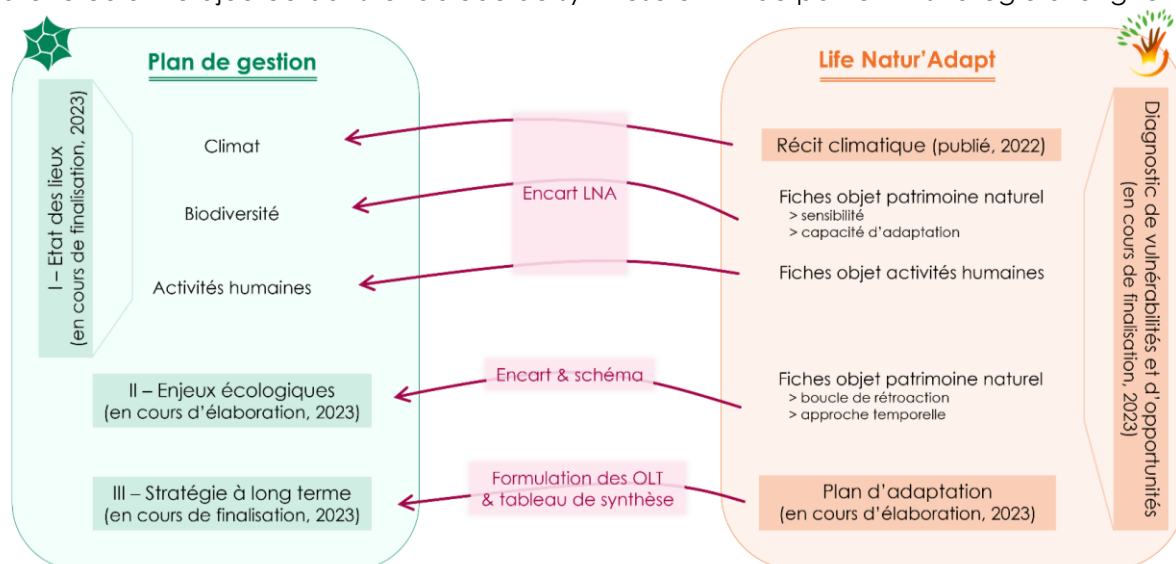 Plan de gestion
I – Etat des lieux
(en cours de finalisation, 2023)
Climat
Biodiversité
Activités humaines
II – Enjeux écologiques
(en cours d'élaboration, 2023)
III – Stratégie à long terme
(en cours de finalisation, 2023)
Encart LNA
Encart & schéma
Formulation des OLT
& tableau de synthèse
Life Natur'Adapt
Récit climatique (publié, 2022)
Fiches objet patrimoine naturel
> sensibilité
> capacité d'adaptation
Fiches objet activités humaines
Fiches objet patrimoine naturel
> boucle de rétroaction
> approche temporelle
Plan d'adaptation
(en cours d'élaboration, 2023)
Diagnostic de vulnérabilités et d'opportunités
(en cours de finalisation, 2023)